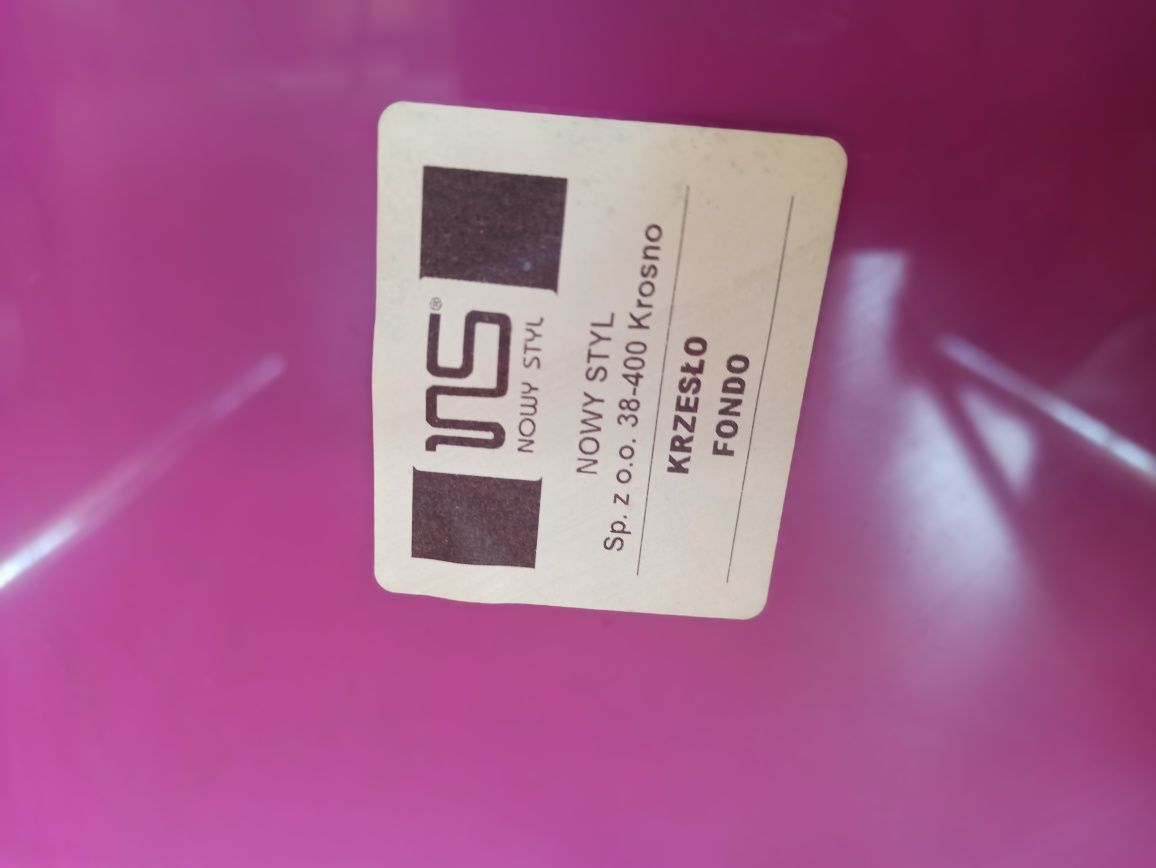 NS®
NOWY STYL
NOWY STYL
Sp. z o.o. 38-400 Krosno
KRZESŁO
FONDO